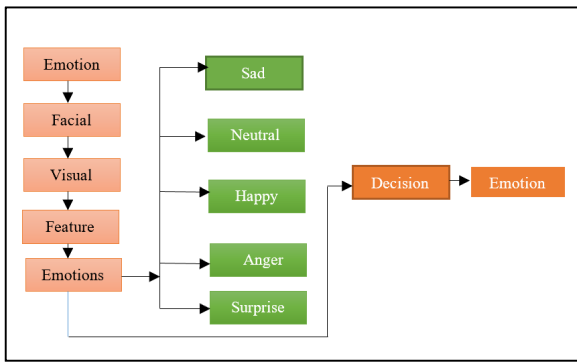 Emotion
Facial
Visual
Feature
Emotions
Sad
Neutral
Happy
Anger
Surprise
Decision
Emotion